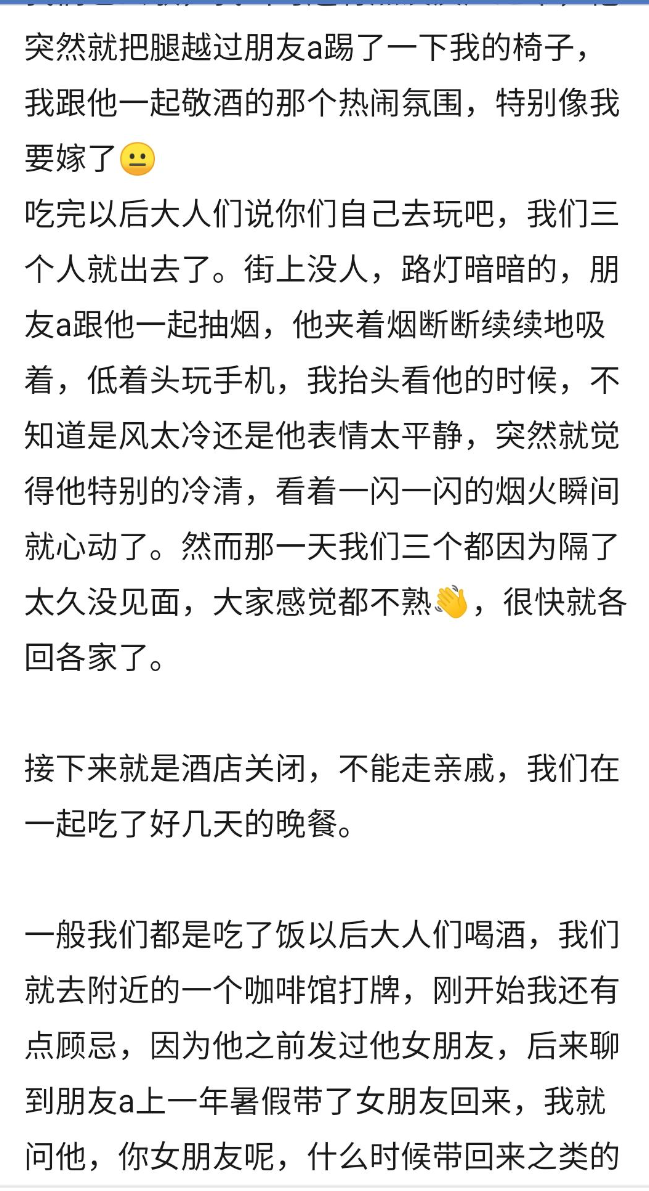 突然就把腿越过朋友a踢了一下我的椅子，
我跟他一起敬酒的那个热闹氛围，特别像我
要嫁了😐
吃完以后大人们说你们自己去玩吧，我们三
个人就出去了。街上没人，路灯暗暗的，朋
友a跟他一起抽烟，他夹着烟断断续续地吸
着，低着头玩手机，我抬头看他的时候，不
知道是风太冷还是他表情太平静，突然就觉
得他特别的冷清，看着一闪一闪的烟火瞬间
就心动了。然而那一天我们三个都因为隔了
太久没见面，大家感觉都不熟👋，很快就各
回各家了。
接下来就是酒店关闭，不能走亲戚，我们在
一起吃了好几天的晚餐。
一般我们都是吃了饭以后大人们喝酒，我们
就去附近的一个咖啡馆打牌，刚开始我还有
点顾忌，因为他之前发过他女朋友，后来聊
到朋友a上一年暑假带了女朋友回来，我就
问他，你女朋友呢，什么时候带回来之类的